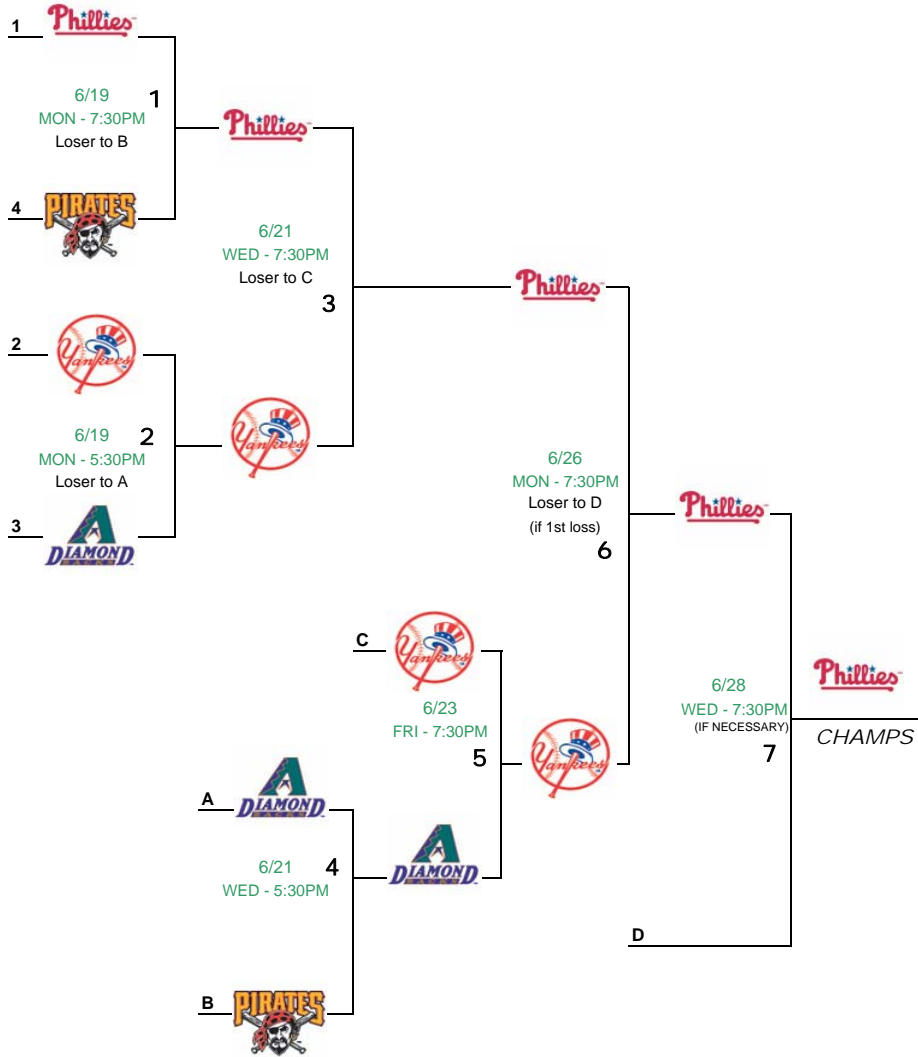 1
Phillies
6/19
1
MON - 7:30PM
Loser to B
4
PIRATES
Phillies
6/21
WED - 7:30PM
Loser to C
3
2
Yankees
6/19
2
MON - 5:30PM
Loser to A
3
A
DIAMOND
BACKS
Yankees
Phillies
6/26
MON - 7:30PM
Loser to D
(if 1st loss)
6
Phillies
C
Yankees
6/23
FRI - 7:30PM
5
Yankees
6/28
WED - 7:30PM
(IF NECESSARY)
7
Phillies
CHAMPS
A
A
DIAMOND
BACKS
6/21
4
WED - 5:30PM
A
DIAMOND
BACKS
B
PIRATES
D